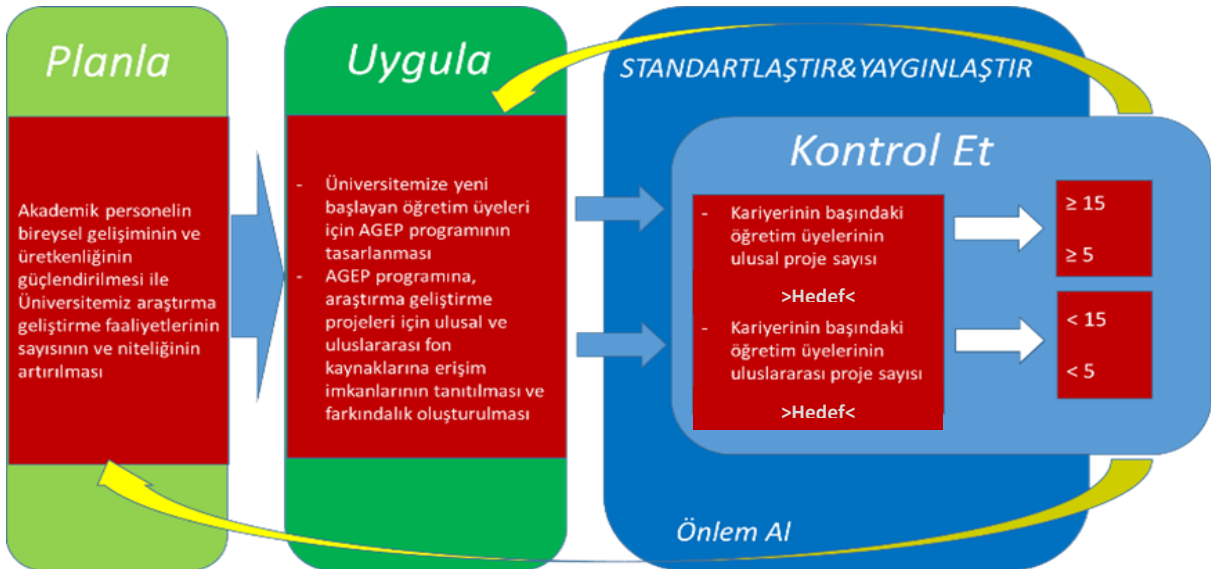 Planla
Akademik personelin
bireysel gelişiminin ve
üretkenliğinin
güçlendirilmesi ile
Üniversitemiz araştırma
geliştirme faaliyetlerinin
sayısının ve niteliğinin
artırılması
Uygula
- Üniversitemize yeni
başlayan öğretim üyeleri
için AGEP programının
tasarlanması
- AGEP programına,
araştırma geliştirme
projeleri için ulusal ve
uluslararası fon
kaynaklarına erişim
imkanlarının tanıtılması ve
farkındalık oluşturulması
STANDARTLAŞTIR&YAYGINLAŞTIR
Kontrol Et
- Kariyerinin başındaki
öğretim üyelerinin
ulusal proje sayısı
>Hedef<
- Kariyerinin başındaki
öğretim üyelerinin
uluslararası proje sayısı
>Hedef<
≥ 15
≥ 5
< 15
< 5
Önlem Al